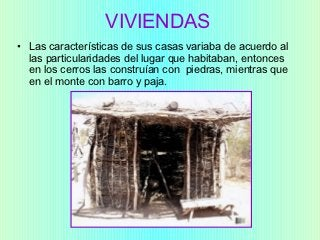 VIVIENDAS
• Las características de sus casas variaba de acuerdo al
las particularidades del lugar que habitaban, entonces
en los cerros las construían con piedras, mientras que
en el monte con barro y paja.